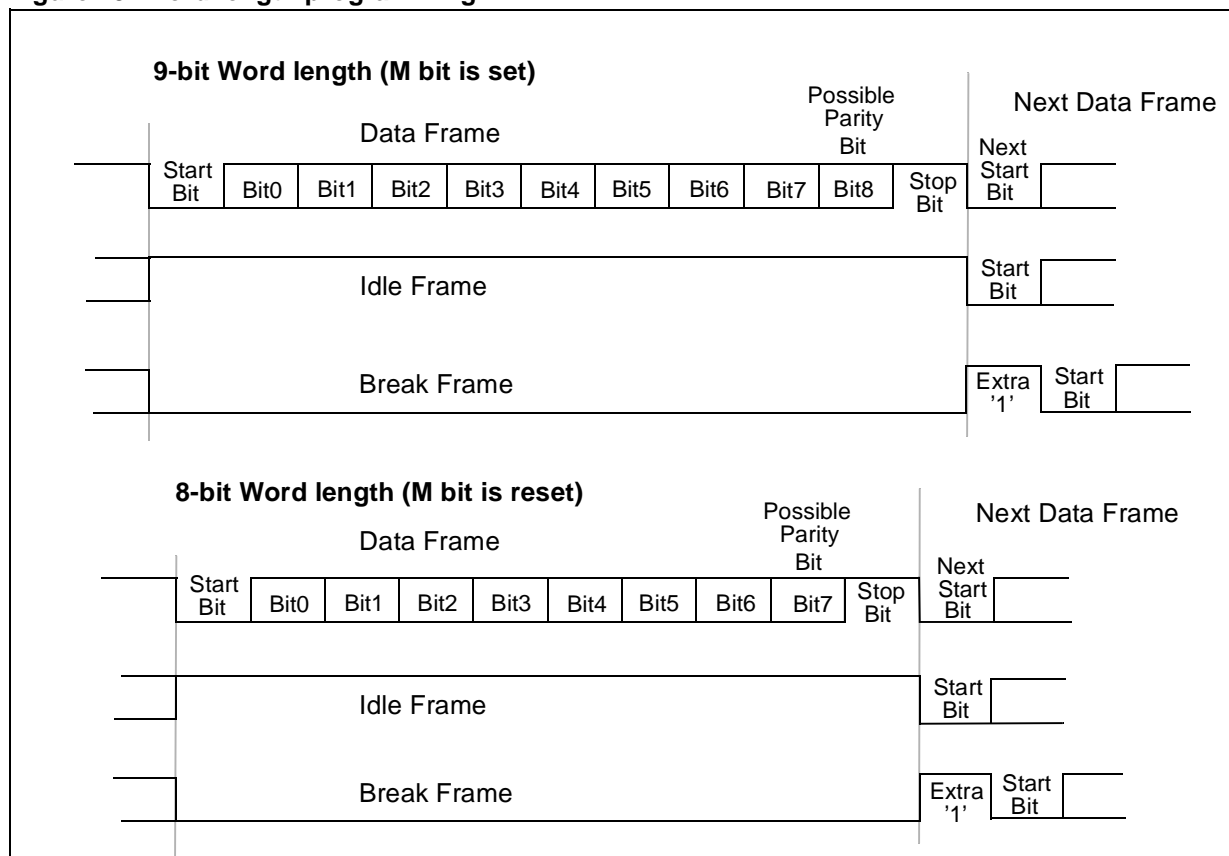 9-bit Word length (M bit is set)
Possible
Parity
Bit
Next Data Frame
Data Frame
Next
Start
Bit
Start
Bit
Bit0
Bit1
Bit2
Bit3
Bit4
Bit5
Bit6
Bit7
Bit8
Stop
Bit
Idle Frame
Start
Bit
Break Frame
Extra
'1'
Start
Bit
8-bit Word length (M bit is reset)
Possible
Parity
Bit
Next Data Frame
Data Frame
Next
Start
Bit
Start
Bit
Bit0
Bit1
Bit2
Bit3
Bit4
Bit5
Bit6
Bit7
Stop
Bit
Idle Frame
Start
Bit
Break Frame
Extra
'1'
Start
Bit